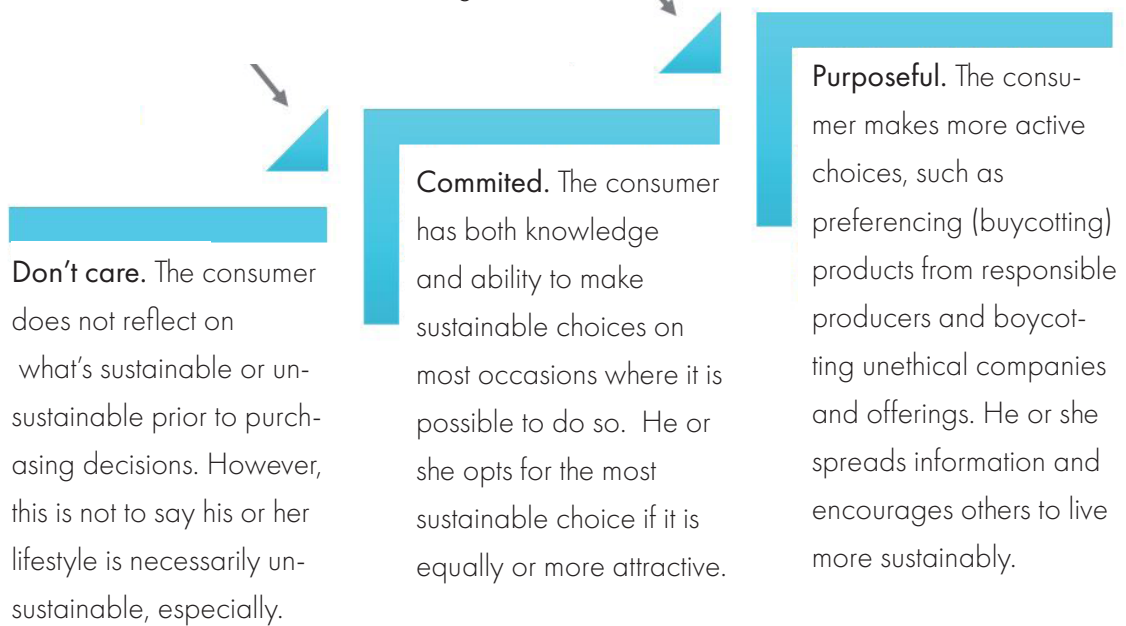 Don't care. The consumer
does not reflect on
what's sustainable or un-
sustainable prior to purch-
asing decisions. However,
this is not to say his or her
lifestyle is necessarily un-
sustainable, especially.
Commited. The consumer
has both knowledge
and ability to make
sustainable choices on
most occasions where it is
possible to do so. He or
she opts for the most
sustainable choice if it is
equally or more attractive.
Purposeful. The consu-
mer makes more active
choices, such as
preferencing (buycotting)
products from responsible
producers and boycot-
ting unethical companies
and offerings. He or she
spreads information and
encourages others to live
more sustainably.